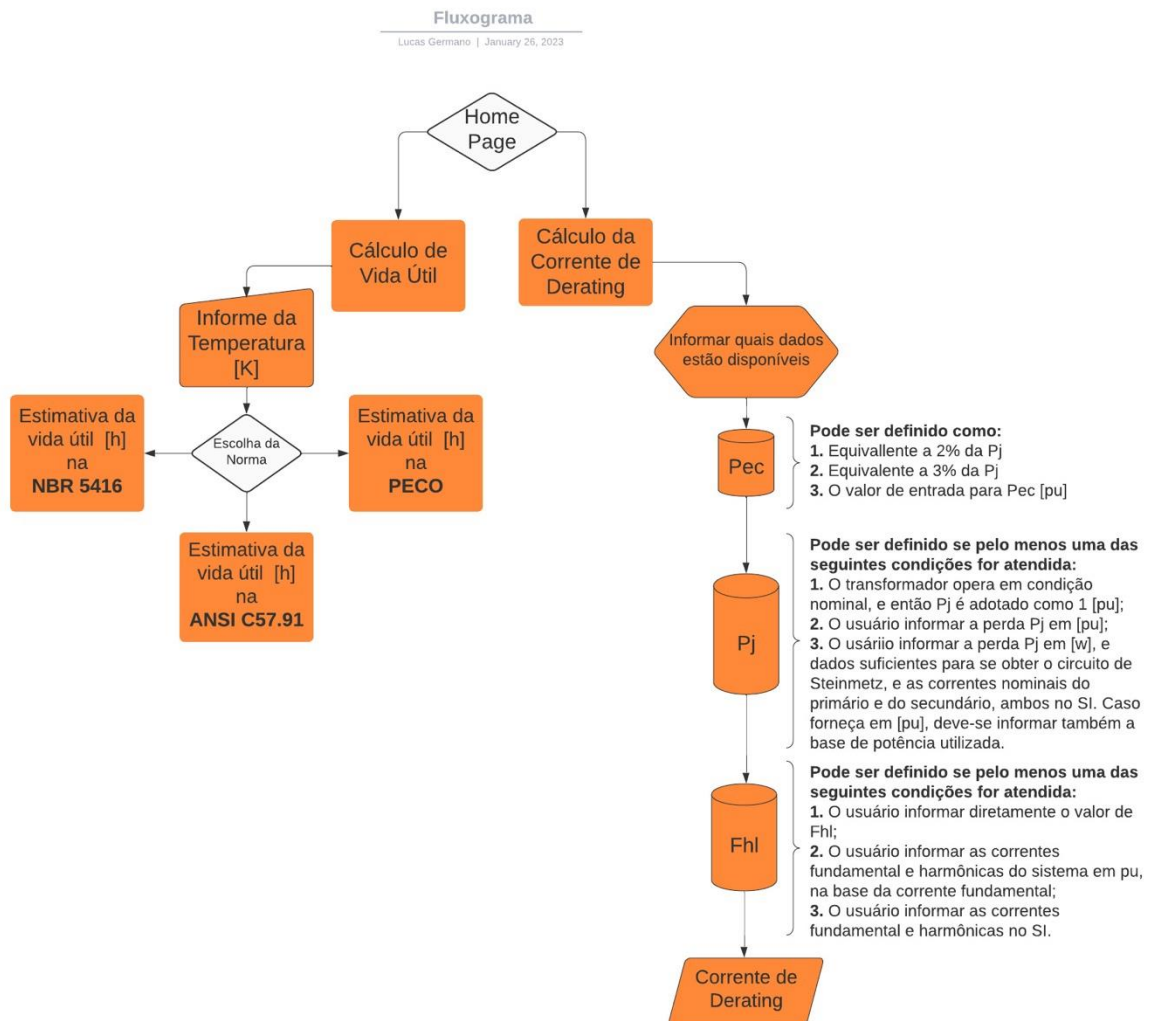 Fluxograma
Lucas Germano | January 26, 2023
Home
Page
Cálculo de
Vida Útil
Cálculo da
Corrente de
Derating
Informe da
Temperatura
[K]
Informar quais dados
estão disponíveis
Estimativa da
vida útil [h]
na
NBR 5416
Escolha da
Norma
Estimativa da
vida útil [h]
na
PECO
Estimativa da
vida útil [h]
na
ANSI C57.91
Pec
Pode ser definido como:
1. Equivallente a 2% da Pj
2. Equivalente a 3% da Pj
3. O valor de entrada para Pec [pu]
Pj
Pode ser definido se pelo menos uma das
seguintes condições for atendida:
1. O transformador opera em condição
nominal, e então Pj é adotado como 1 [pu];
2. O usuário informar a perda Pj em [pu];
3. O usáriio informar a perda Pj em [w], e
dados suficientes para se obter o circuito de
Steinmetz, e as correntes nominais do
primário e do secundário, ambos no SI. Caso
forneça em [pu], deve-se informar também a
base de potência utilizada.
Fhl
Pode ser definido se pelo menos uma das
seguintes condições for atendida:
1. O usuário informar diretamente o valor de
Fhl;
2. O usuário informar as correntes
fundamental e harmônicas do sistema em pu,
na base da corrente fundamental;
3. O usuário informar as correntes
fundamental e harmônicas no SI.
Corrente de
Derating